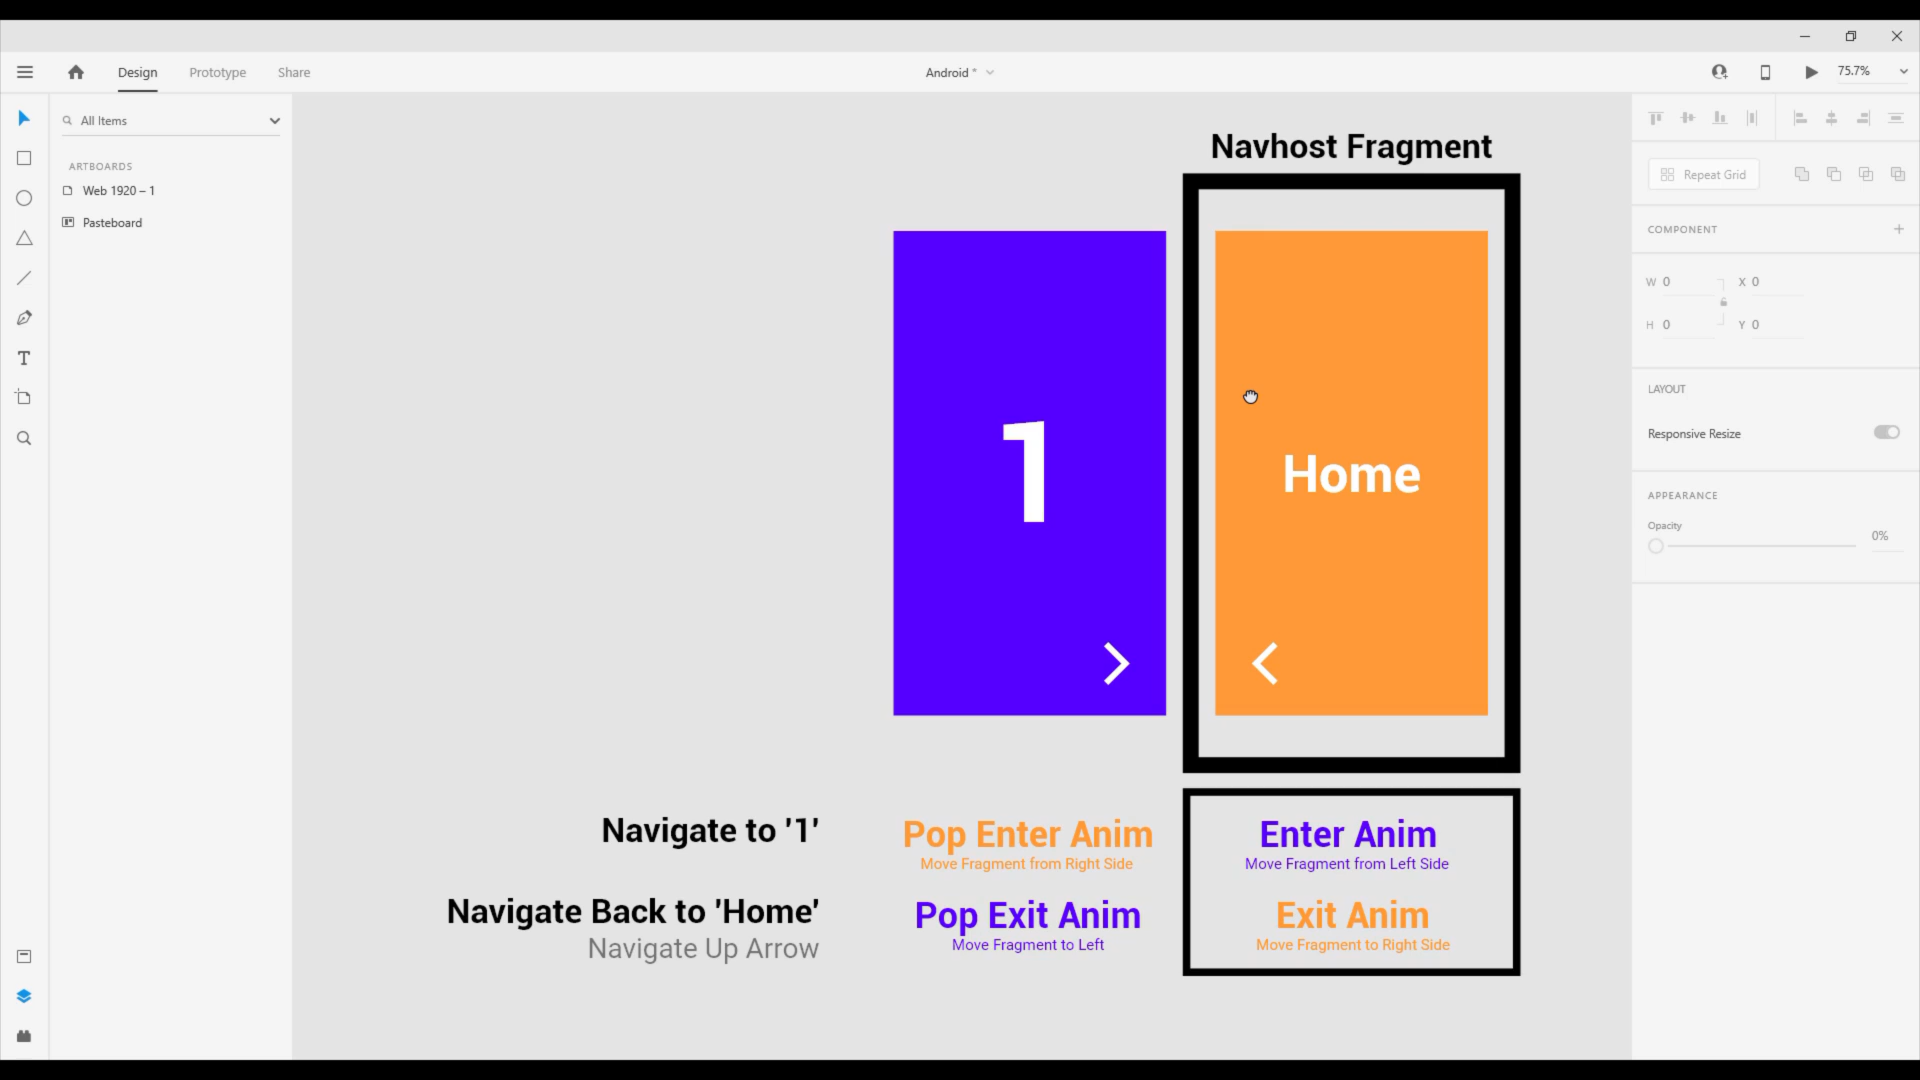 Design
Prototype
Share
Android *
75.7%
All Items
ARTBOARDS
Web 1920 – 1
Pasteboard
Navhost Fragment
1
Home
Navigate to '1'
Navigate Back to 'Home'
Navigate Up Arrow
Pop Enter Anim
Move Fragment from Right Side
Pop Exit Anim
Move Fragment to Left
Enter Anim
Move Fragment from Left Side
Exit Anim
Move Fragment to Right Side
Repeat Grid
COMPONENT
W 0
X 0
H 0
Y 0
LAYOUT
Responsive Resize
APPEARANCE
Opacity
0%